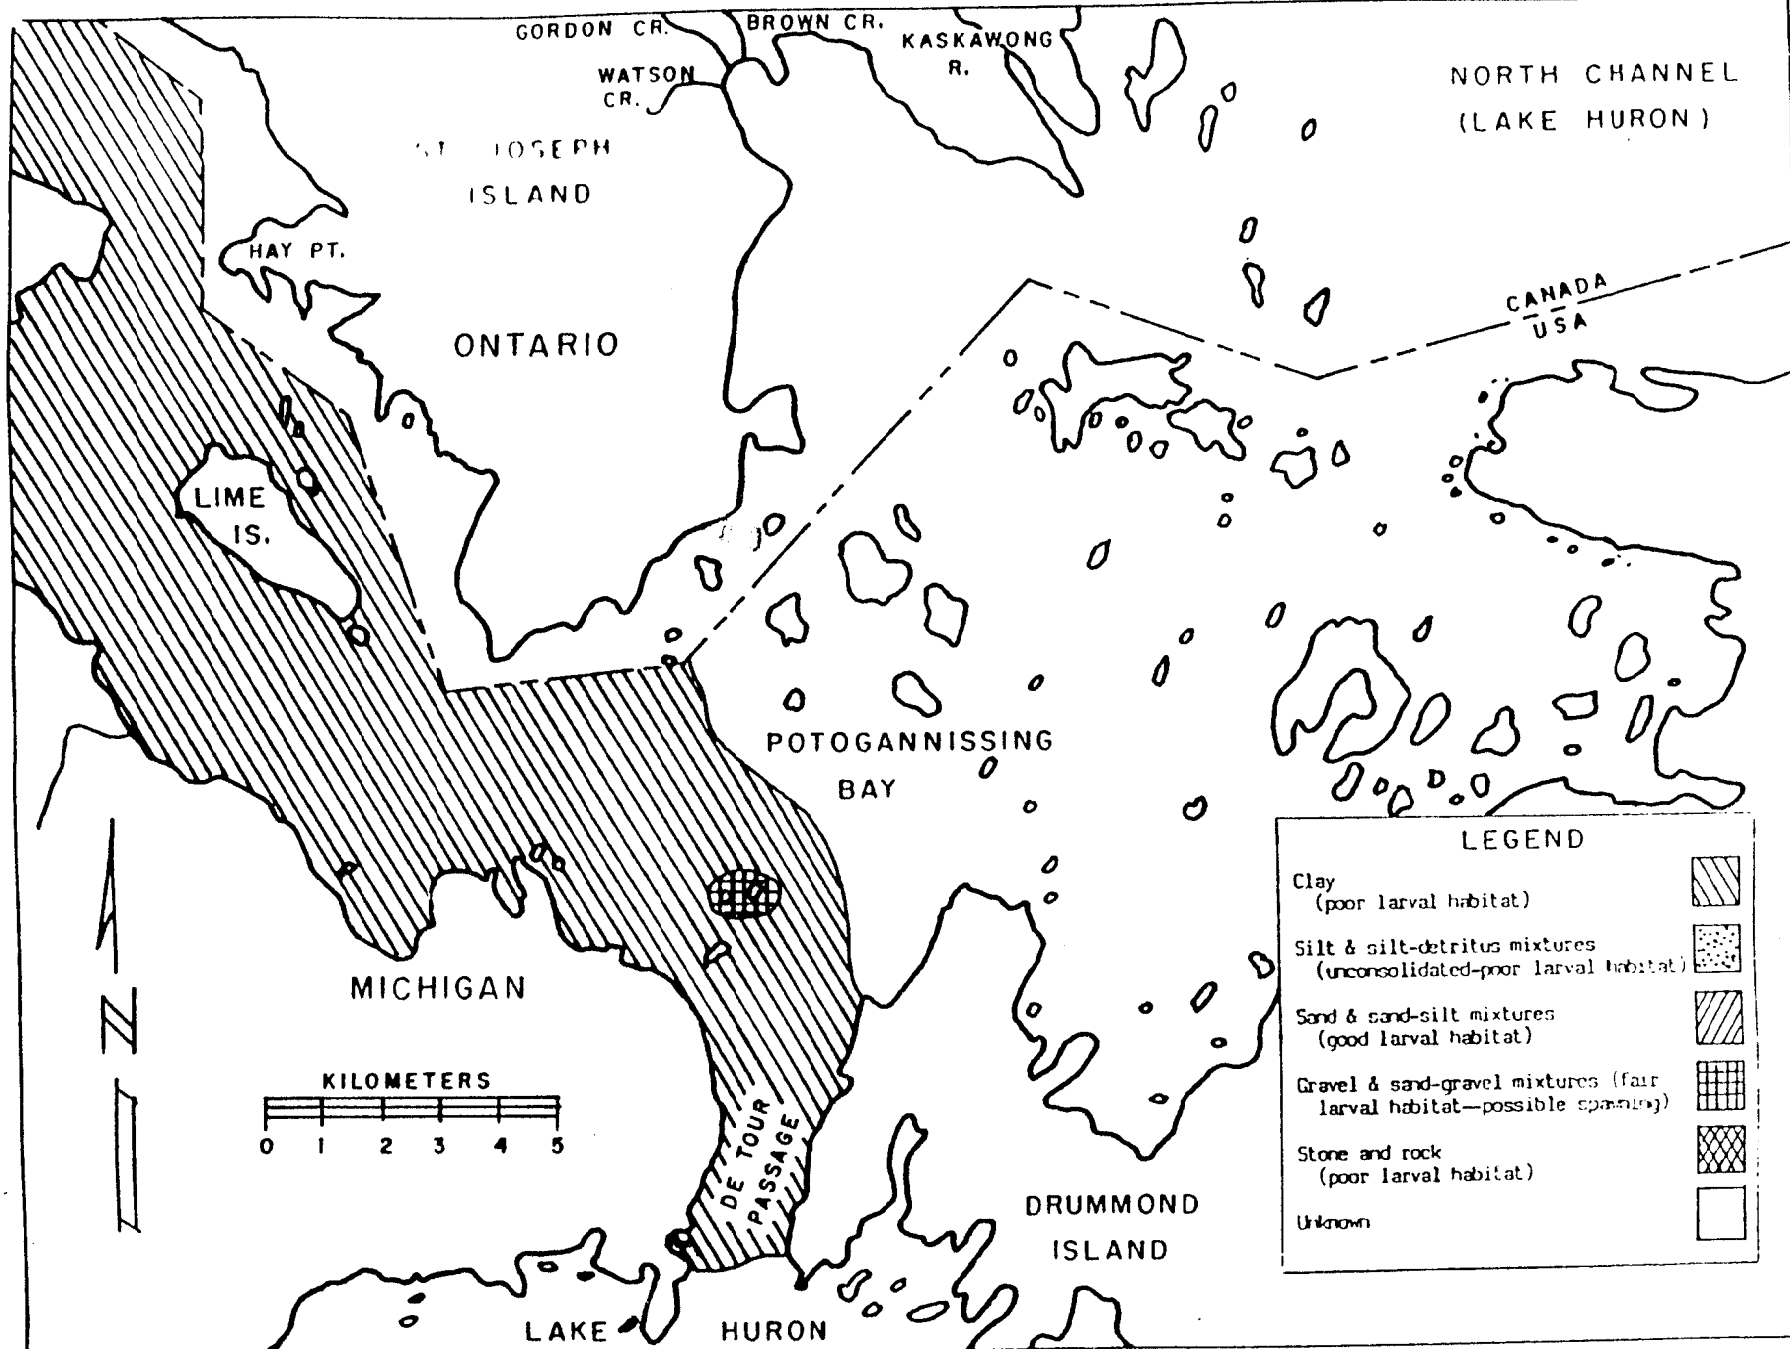 GORDON CR.
BROWN CR.
KASKAWONG
R.
WATSON
CR.
NORTH CHANNEL
(LAKE HURON)
ST. JOSEPH
ISLAND
HAY PT.
ONTARIO
CANADA
USA
LIME
IS.
POTOGANNISSING
BAY
MICHIGAN
N
KILOMETERS
0 1 2 3 4 5
DE TOUR
PASSAGE
DRUMMOND
ISLAND
LAKE HURON
LEGEND
Clay
(poor larval habitat)
Silt & silt-detritus mixtures
(unconsolidated-poor larval habitat)
Sand & sand-silt mixtures
(good larval habitat)
Gravel & sand-gravel mixtures (fair
larval habitat—possible spawning)
Stone and rock
(poor larval habitat)
Unknown